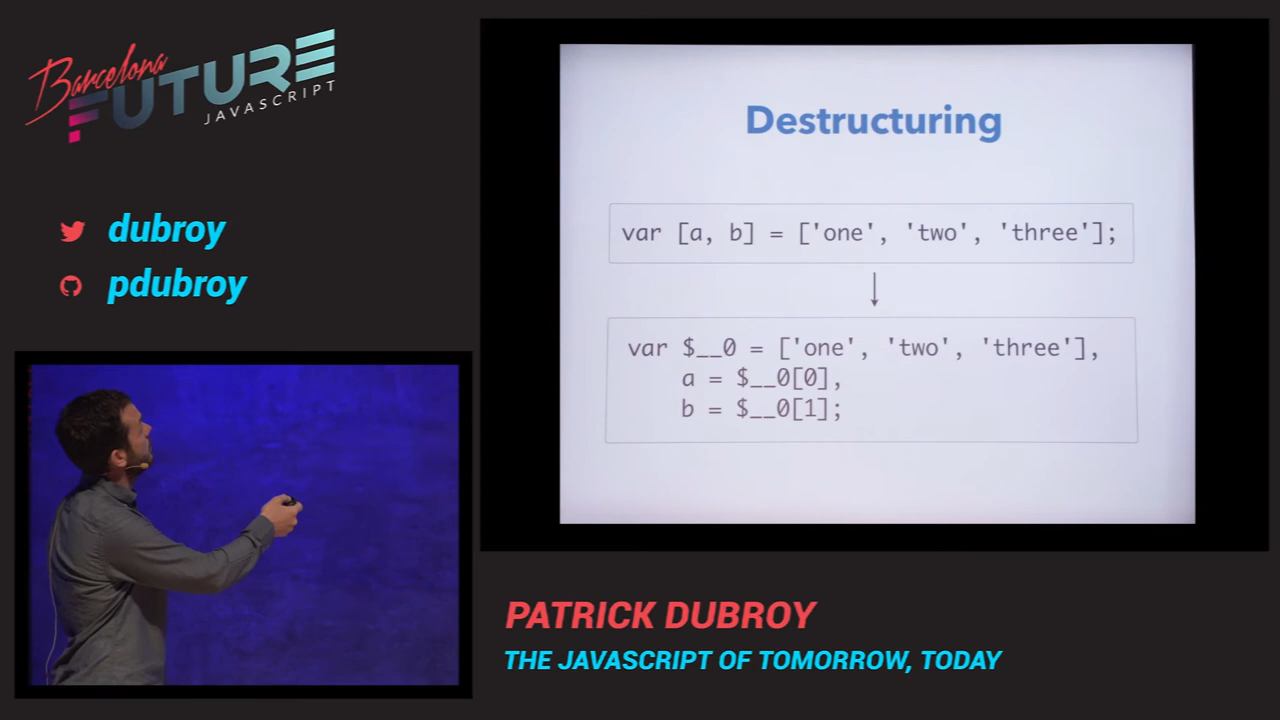 Barcelona
FUTURE
JAVASCRIPT
dubroy
pdubroy
Destructuring
var [a, b] = ['one', 'two', 'three'];
var $__0 = ['one', 'two', 'three'],
a = $__0[0],
b = $__0[1];
PATRICK DUBROY
THE JAVASCRIPT OF TOMORROW, TODAY